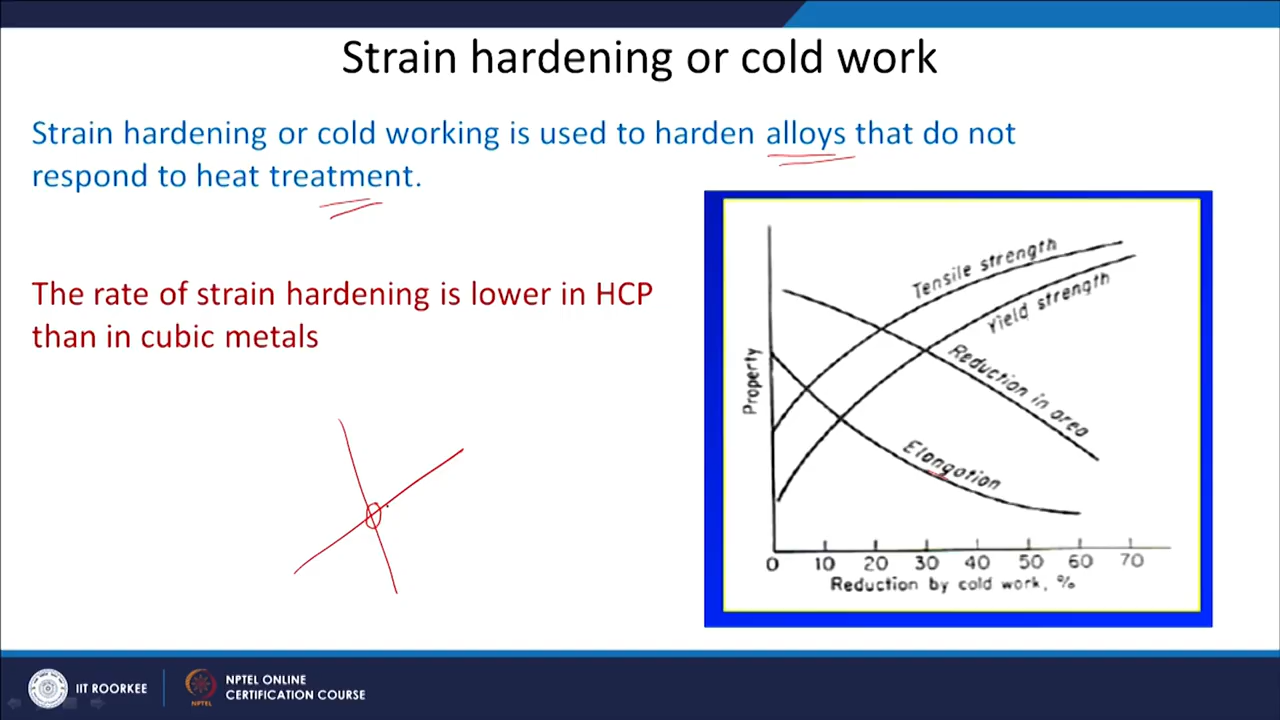 Strain hardening or cold work
Strain hardening or cold working is used to harden alloys that do not
respond to heat treatment.
The rate of strain hardening is lower in HCP
than in cubic metals
Property
Tensile strength
Yield strength
Reduction in area
Elongation
0 10 20 30 40 50 60 70
Reduction by cold work, %
IIT ROORKEE
NPTEL
NPTEL ONLINE
CERTIFICATION COURSE